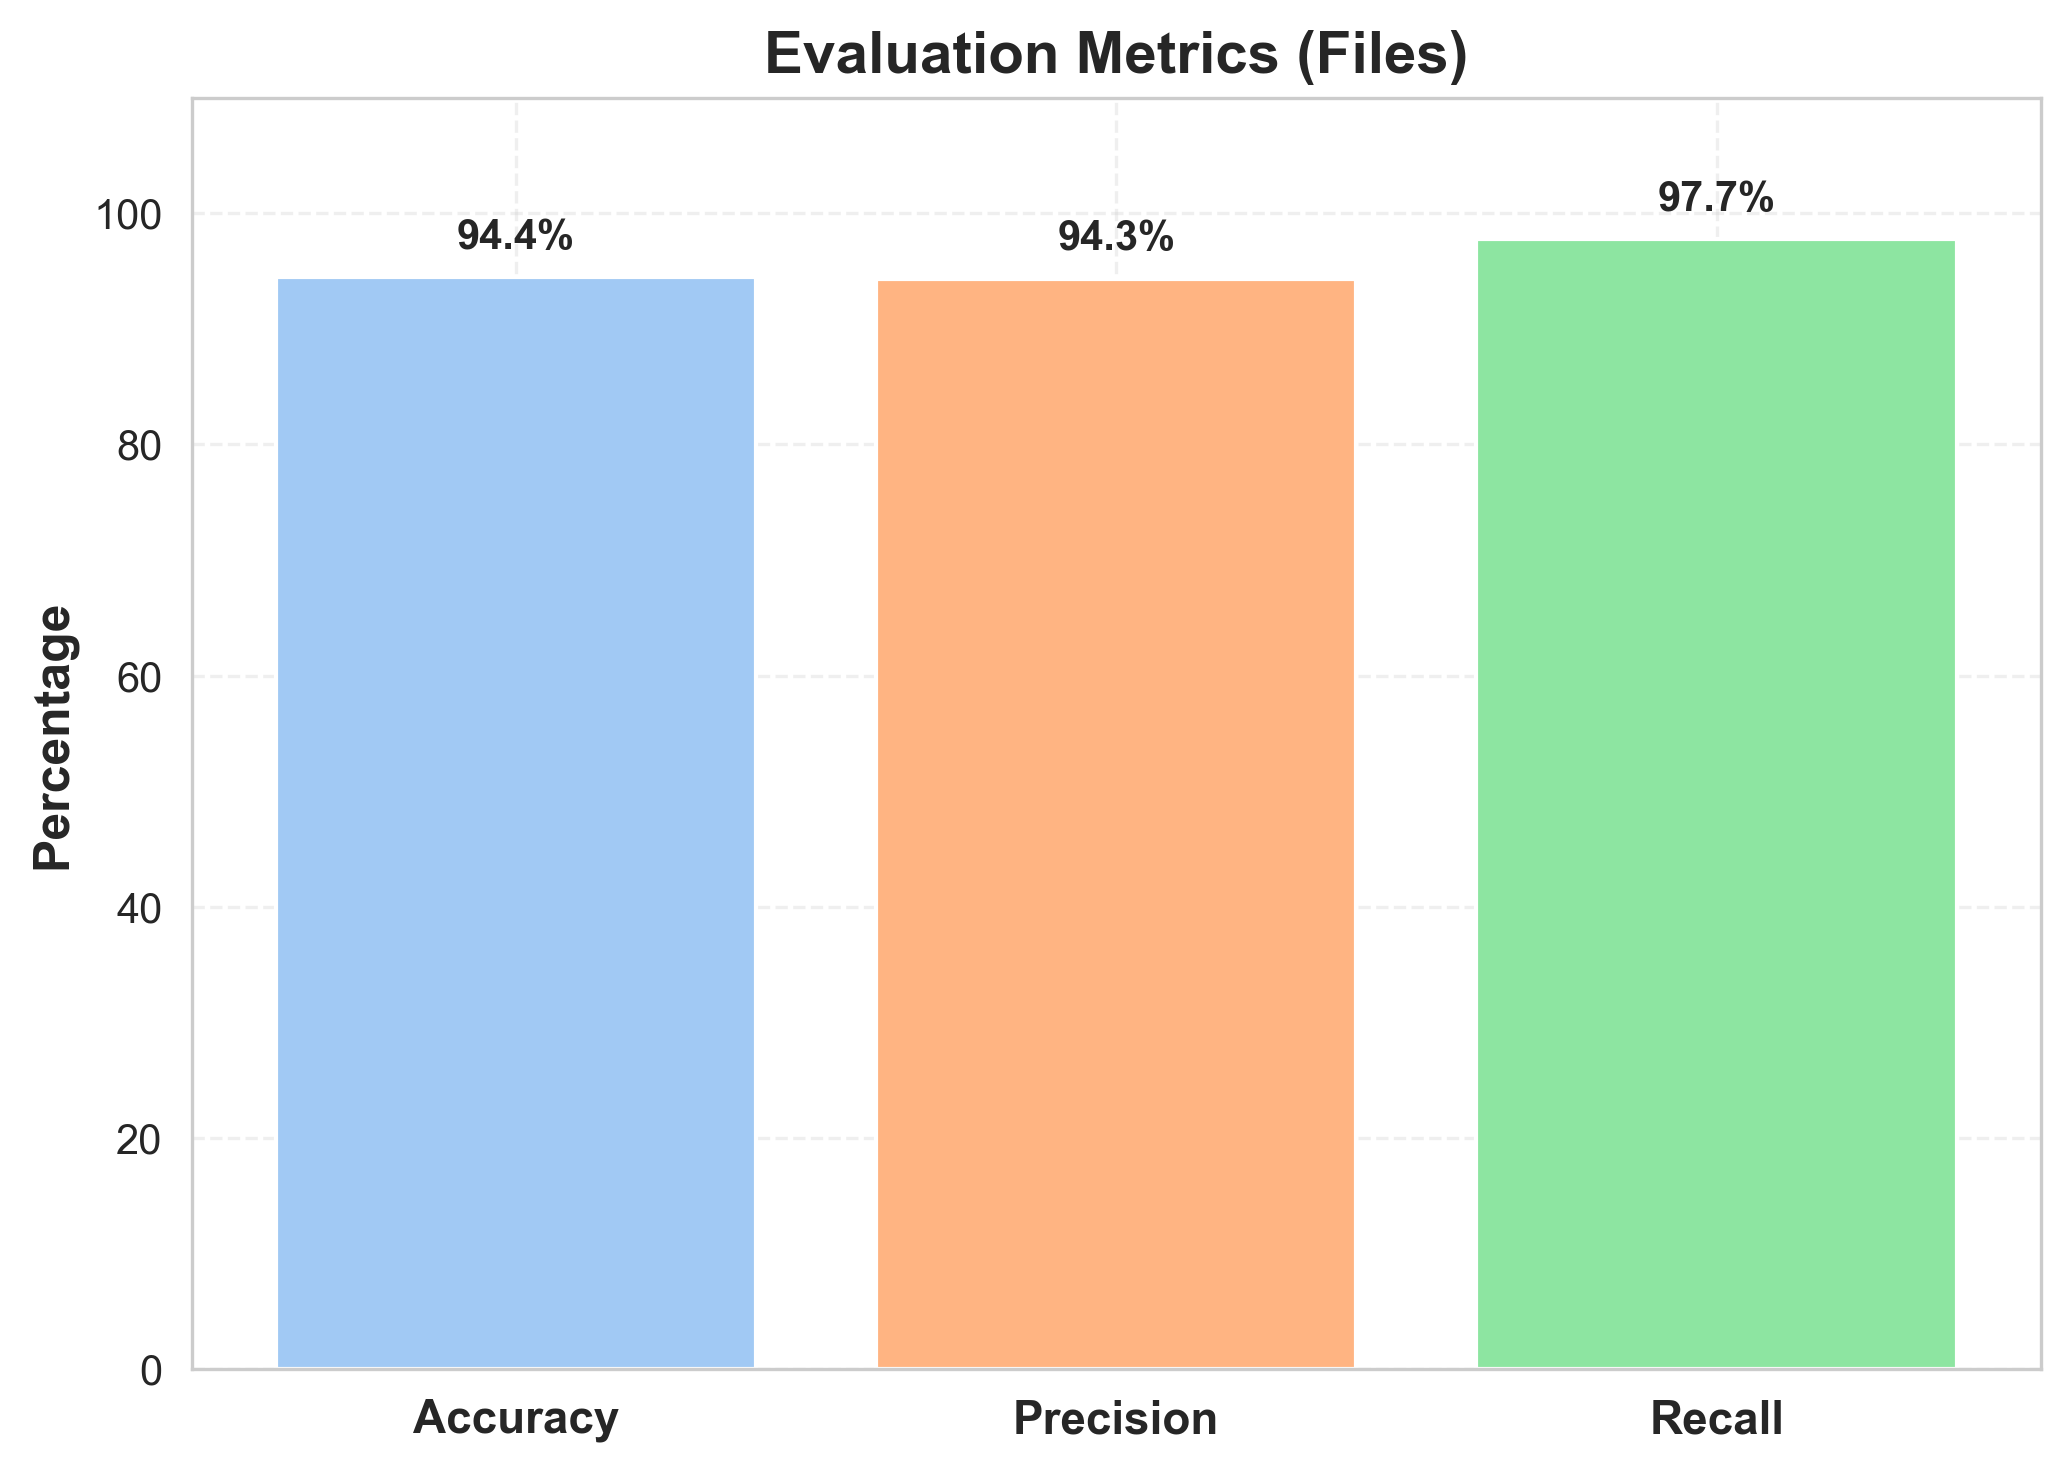 Evaluation Metrics (Files)
Percentage
100
80
60
40
20
0
94.4%
94.3%
97.7%
Accuracy
Precision
Recall